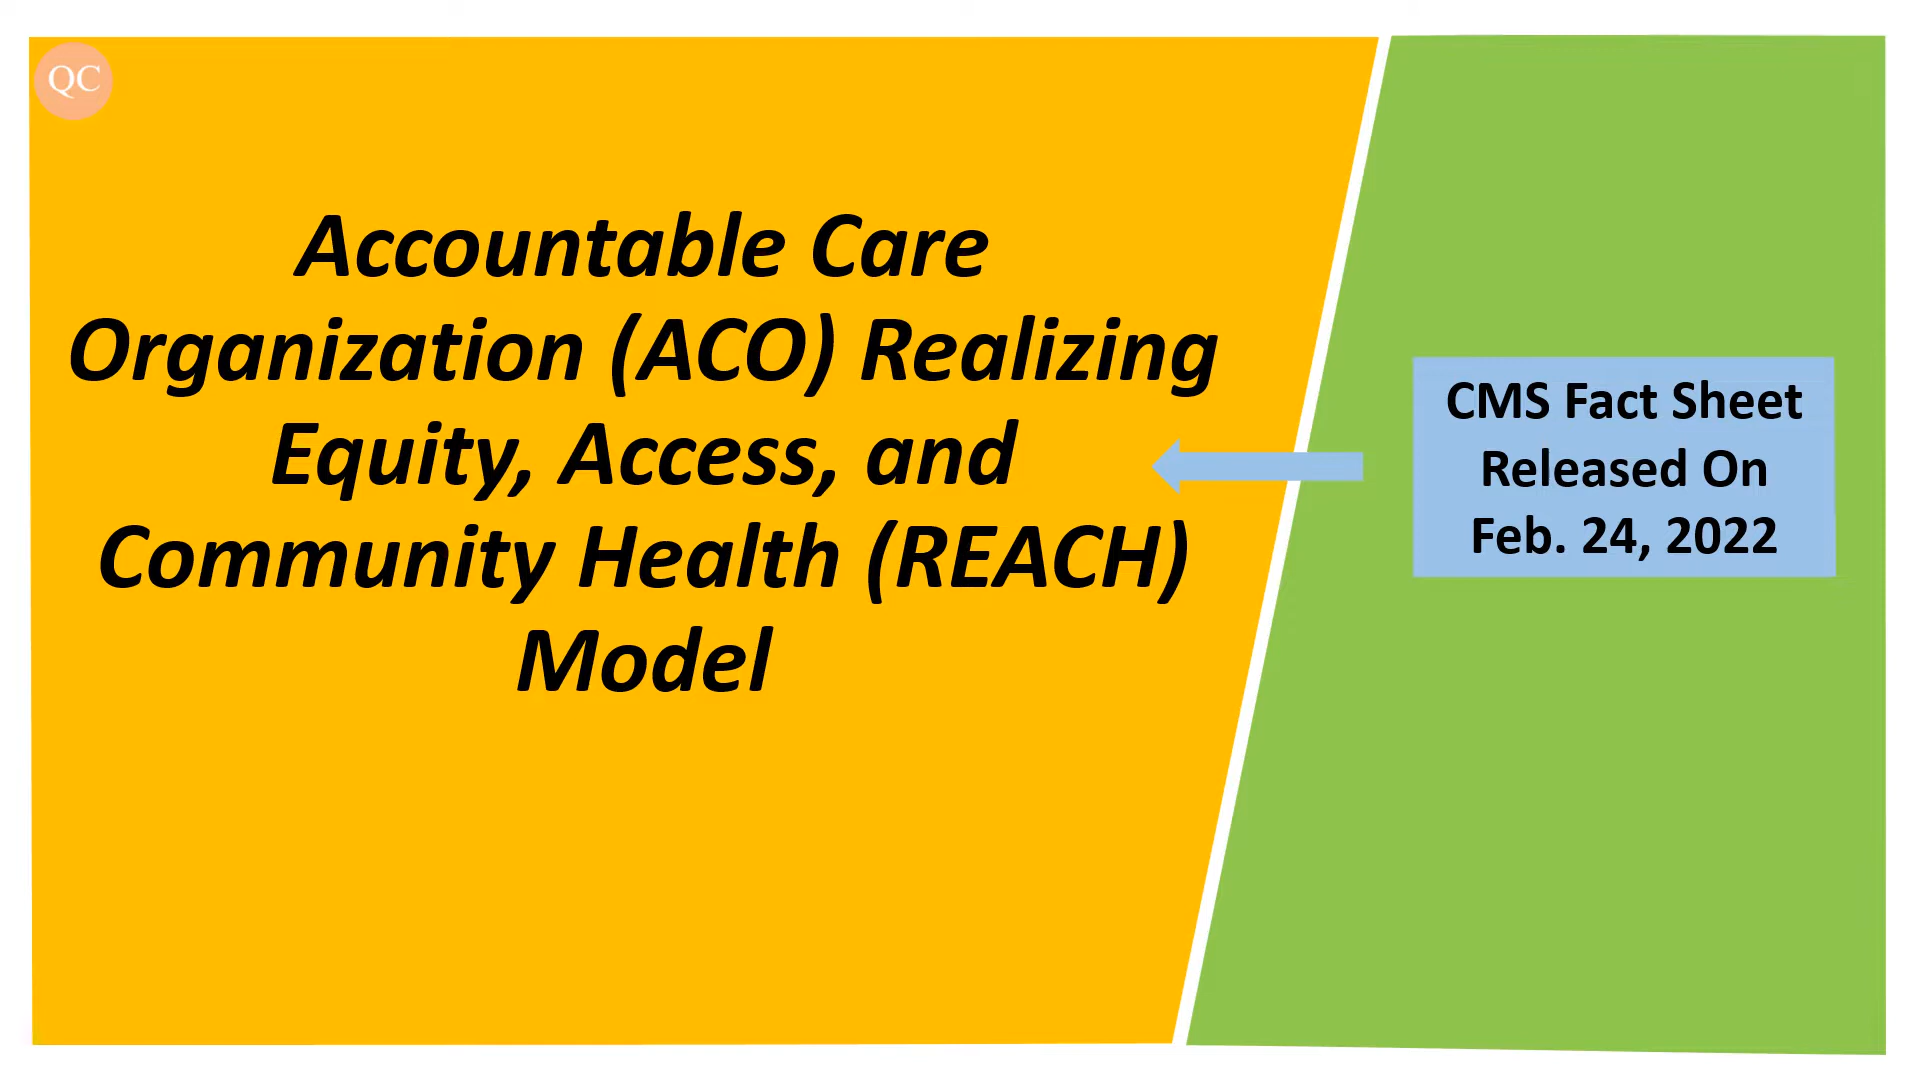 QC
Accountable Care
Organization (ACO) Realizing
Equity, Access, and
Community Health (REACH)
Model
CMS Fact Sheet
Released On
Feb. 24, 2022